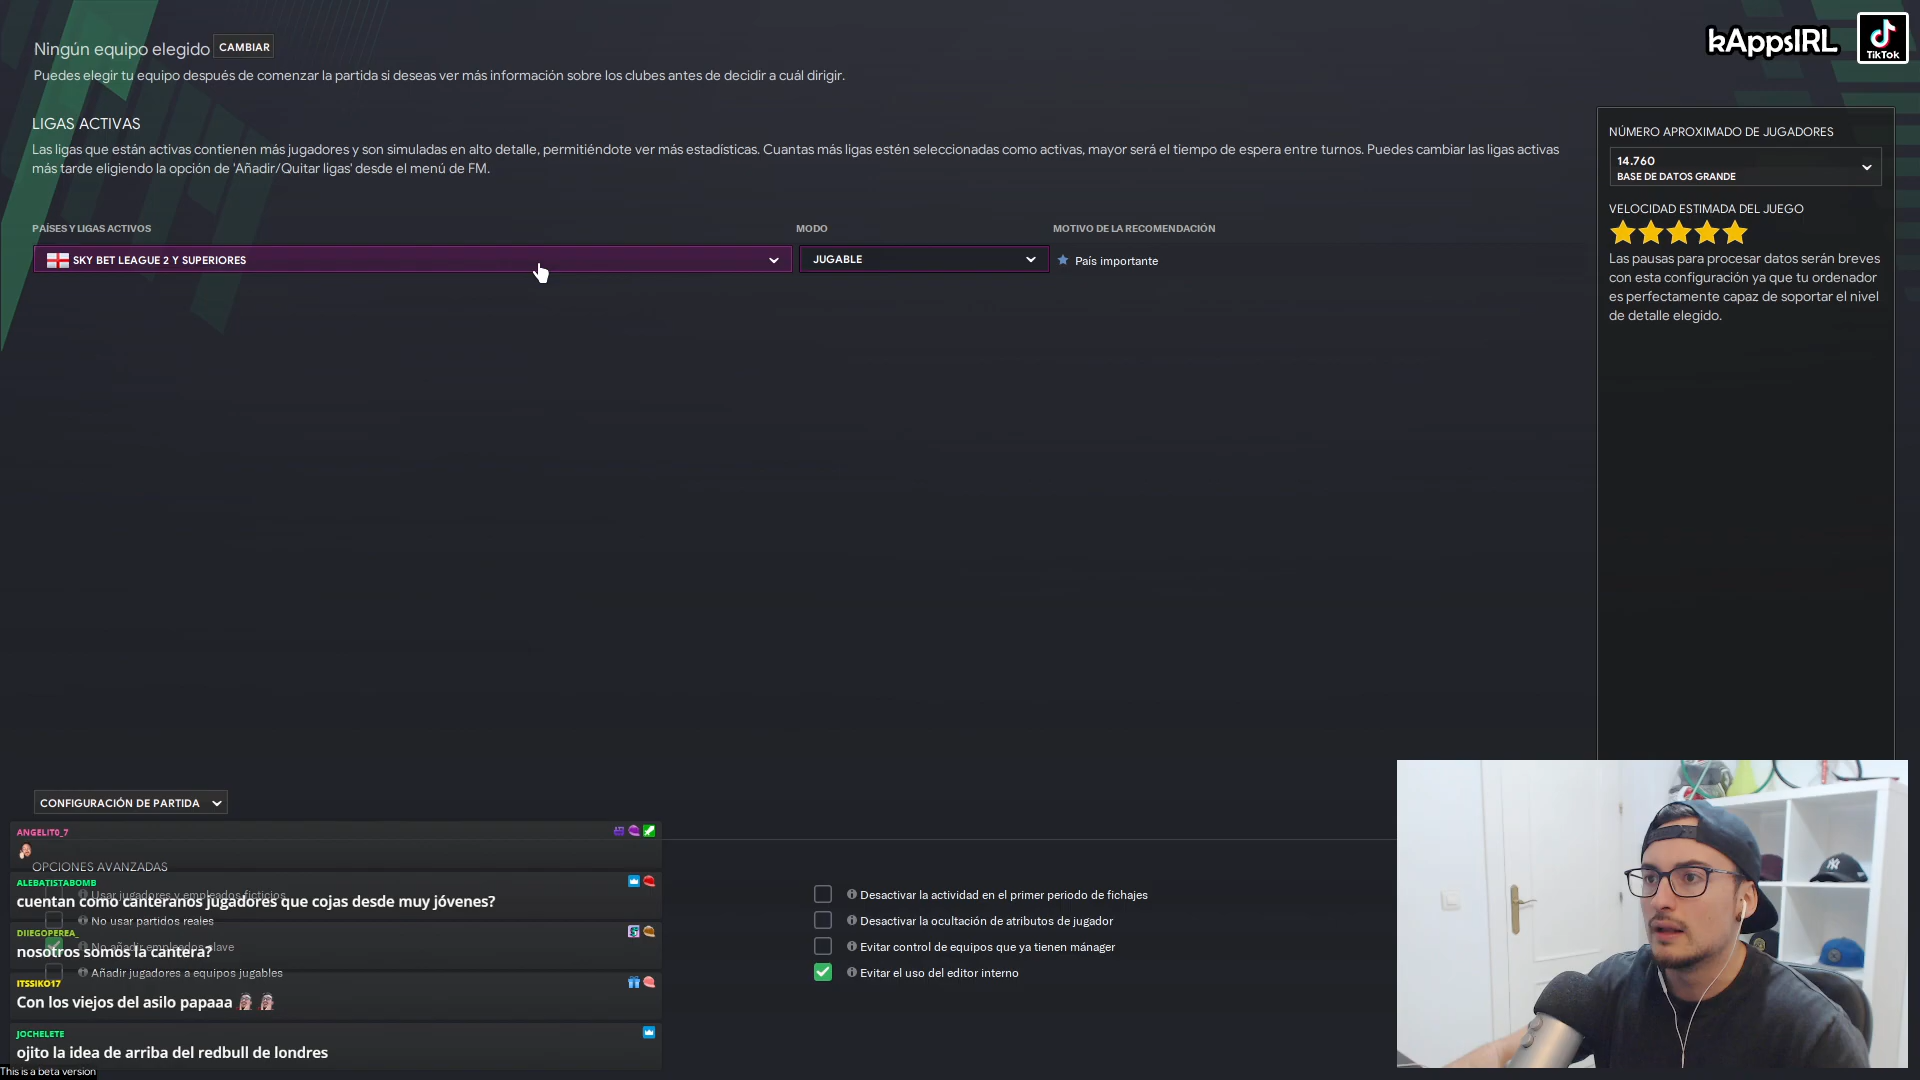 Ningún equipo elegido CAMBIAR
Puedes elegir tu equipo después de comenzar la partida si deseas ver más información sobre los clubes antes de decidir a cuál dirigir.
kAppsIRL
TikTok
LIGAS ACTIVAS
Las ligas que están activas contienen más jugadores y son simuladas en alto detalle, permitiéndote ver más estadísticas. Cuantas más ligas estén seleccionadas como activas, mayor será el tiempo de espera entre turnos. Puedes cambiar las ligas activas
más tarde eligiendo la opción de 'Añadir/Quitar ligas' desde el menú de FM.
PAÍSES Y LIGAS ACTIVOS
MODO
MOTIVO DE LA RECOMENDACIÓN
SKY BET LEAGUE 2 Y SUPERIORES
JUGABLE
País importante
NÚMERO APROXIMADO DE JUGADORES
14.760
BASE DE DATOS GRANDE
VELOCIDAD ESTIMADA DEL JUEGO
Las pausas para procesar datos serán breves
con esta configuración ya que tu ordenador
es perfectamente capaz de soportar el nivel
de detalle elegido.
CONFIGURACIÓN DE PARTIDA
ANGELIT0_7
OPCIONES AVANZADAS
ALEBATISTABOMB
Usar jugadores y empleados ficticios
cuentan como canteranos jugadores que cojas desde muy jóvenes?
No usar partidos reales
DIIEGOPEREA_
No añadir empleados clave
nosotros somos la cantera?
Añadir jugadores a equipos jugables
ITSSIKO17
Con los viejos del asilo papaaa
JOCHELETE
ojito la idea de arriba del redbull de londres
This is a beta version
Desactivar la actividad en el primer periodo de fichajes
Desactivar la ocultación de atributos de jugador
Evitar control de equipos que ya tienen mánager
Evitar el uso del editor interno